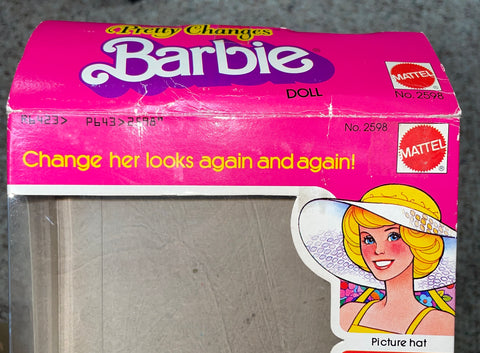 Pretty Changes
Barbie®
DOLL
MATTEL
No. 2598
No. 2598
MATTEL®
Change her looks again and again!
Picture hat